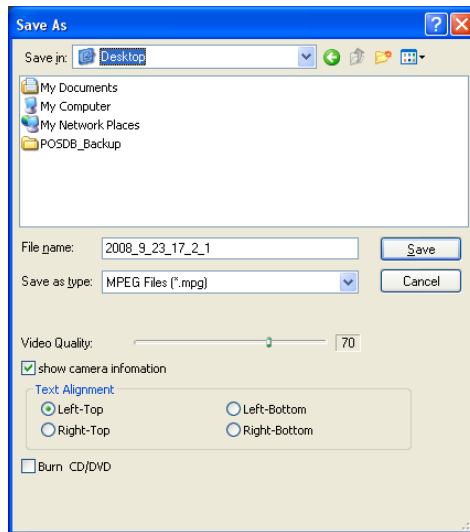 Save As
Save in: Desktop
My Documents
My Computer
My Network Places
POSDB_Backup
File name: 2008_9_23_17_2_1 Save
Save as type: MPEG Files (*.mpg) Cancel
Video Quality: 70
show camera infomation
Text Alignment
Left-Top Left-Bottom
Right-Top Right-Bottom
Burn CD/DVD